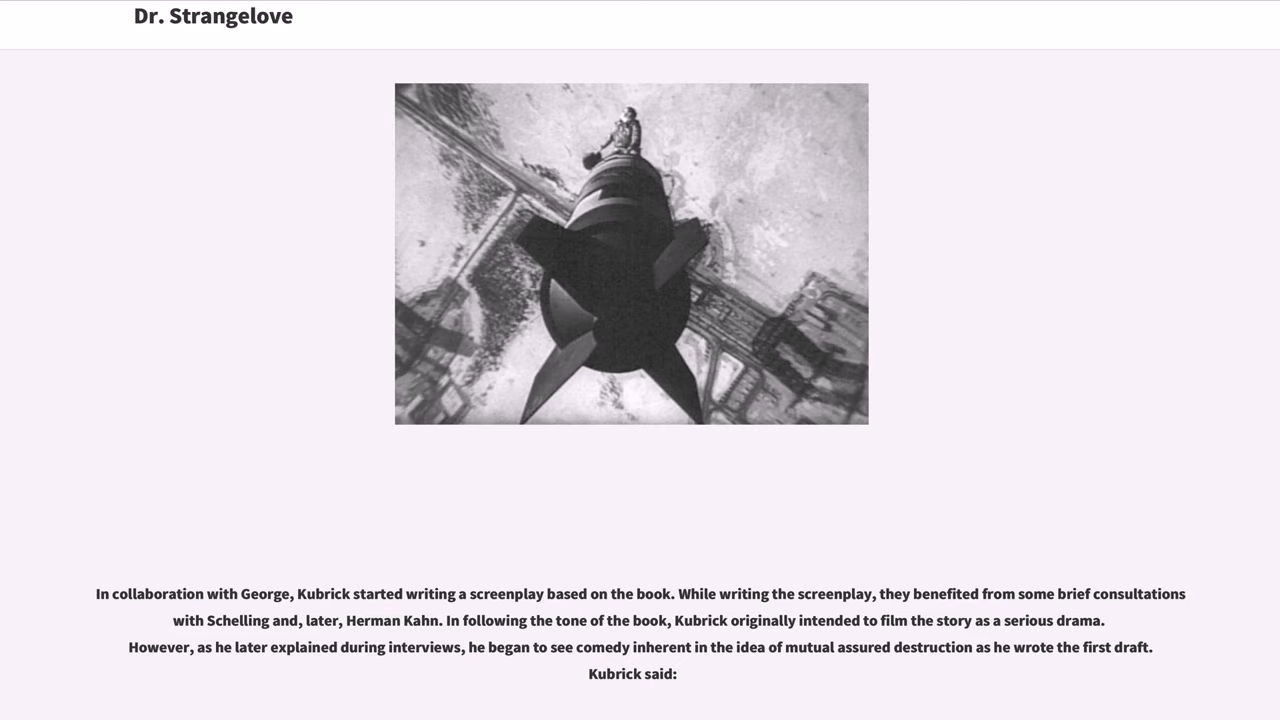 Dr. Strangelove
In collaboration with George, Kubrick started writing a screenplay based on the book. While writing the screenplay, they benefited from some brief consultations
with Schelling and, later, Herman Kahn. In following the tone of the book, Kubrick originally intended to film the story as a serious drama.
However, as he later explained during interviews, he began to see comedy inherent in the idea of mutual assured destruction as he wrote the first draft.
Kubrick said: